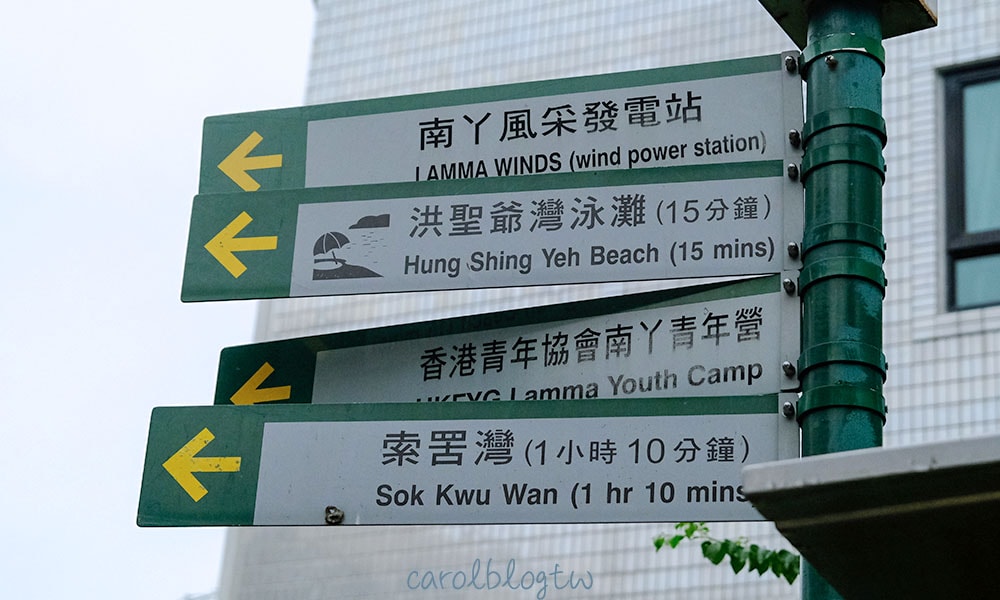 南丫風采發電站
LAMMA WINDS (wind power station)
洪聖爺灣泳灘 (15分鐘)
Hung Shing Yeh Beach (15 mins)
香港青年協會南丫青年營
HKFYG Lamma Youth Camp
索罟灣 (1小時10分鐘)
Sok Kwu Wan (1 hr 10 mins
carolblogtw